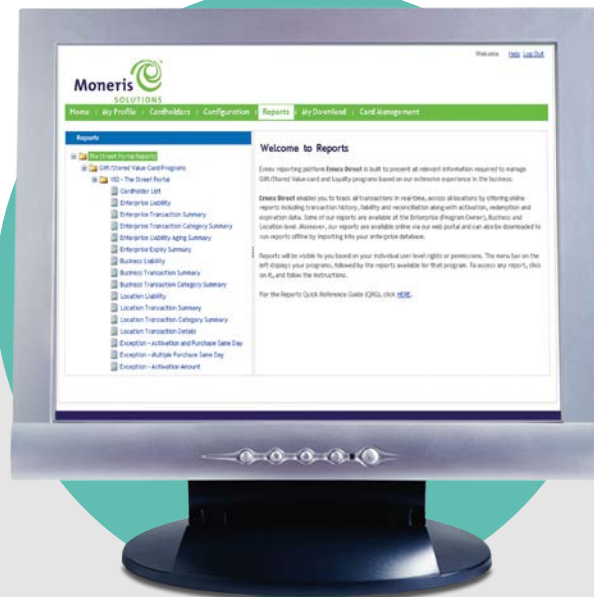 Welcome Help Log Out
Moneris
SOLUTIONS
Home | My Profile | Cardholders | Configuration | Reports | My Download | Card Management
Reports
The Street Portal Reports
Gift/Stored Value Card Programs
182 - The Street Portal
Cardholder List
Enterprise Liability
Enterprise Transaction Summary
Enterprise Transaction Category Summary
Enterprise Liability Aging Summary
Enterprise Expiry Summary
Business Liability
Business Transaction Summary
Business Transaction Category Summary
Location Liability
Location Transaction Summary
Location Transaction Category Summary
Location Transaction Details
Exception - Activation and Purchase Same Day
Exception - Multiple Purchase Same Day
Exception - Activation Amount
Welcome to Reports
Ernex reporting platform Ernex Direct is built to present all relevant information required to manage
Gift/Stored Value card and Loyalty programs based on our extensive experience in the business.
Ernex Direct enables you to track all transactions in real-time, across all locations by offering online
reports including transaction history, liability and reconciliation along with activation, redemption and
expiration data. Some of our reports are available at the Enterprise (Program Owner), Business and
Location level. Moreover, our reports are available online via our web portal and can also be downloaded to
run reports offline by importing into your enterprise database.
Reports will be visible to you based on your individual user level rights or permissions. The menu bar on the
left displays your programs, followed by the reports available for that program. To access any report, click
on it, and follow the instructions.
For the Reports Quick Reference Guide (QRG), click HERE.